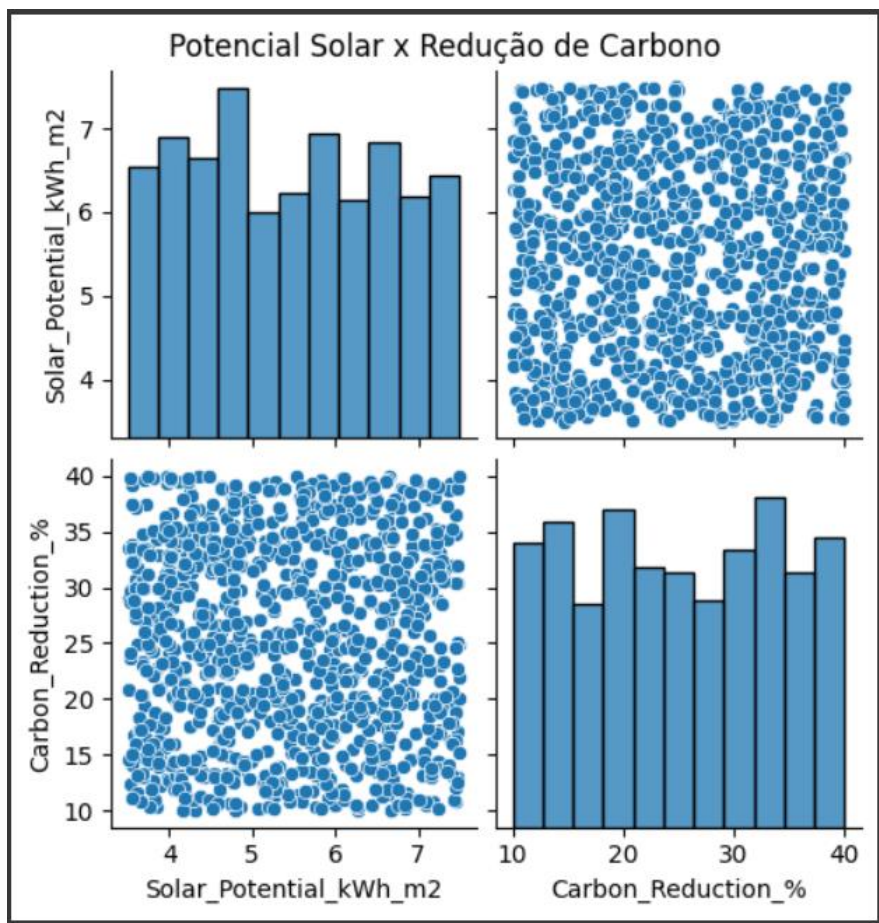 Potencial Solar x Redução de Carbono
Solar_Potential_kWh_m2
7
6
5
4
Carbon_Reduction_%
40
35
30
25
20
15
10
4 5 6 7
10 20 30 40
Solar_Potential_kWh_m2
Carbon_Reduction_%